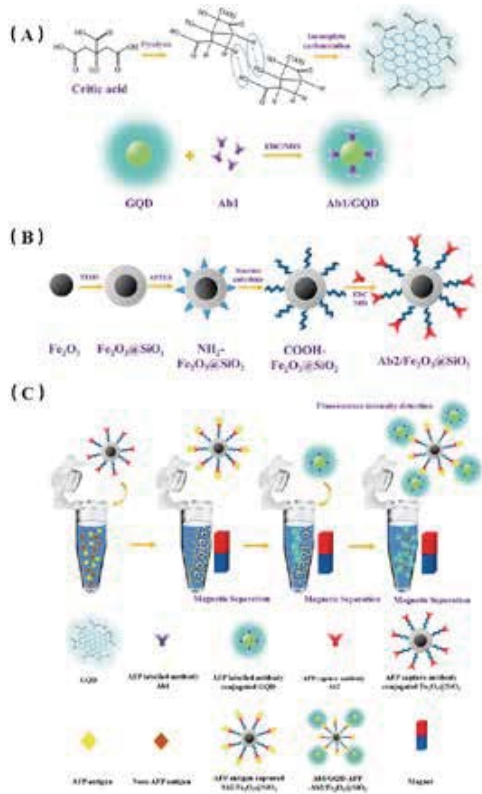 (A)
Pyrolysis
Incomplete
carbonization
Critic acid
EDC/NHS
GQD
Ab1
Ab1/GQD
(B)
TEOS
APTES
Succinic
anhydride
EDC
NHS
Fe₃O₄
Fe₃O₄@SiO₂
NH₂-
Fe₃O₄@SiO₂
COOH-
Fe₃O₄@SiO₂
Ab2/Fe₃O₄@SiO₂
(C)
Fluorescence intensity detection
Magnetic Separation
Magnetic Separation
Magnetic Separation
GQD
AFP labelled antibody
Ab1
AFP labelled antibody
conjugated GQD
AFP capture antibody
Ab2
AFP capture antibody
conjugated Fe₃O₄@SiO₂
AFP antigen
None AFP antigen
AFP antigen captured
Ab2/Fe₃O₄@SiO₂
Ab1/GQD-AFP
-Ab2/Fe₃O₄@SiO₂
Magnet